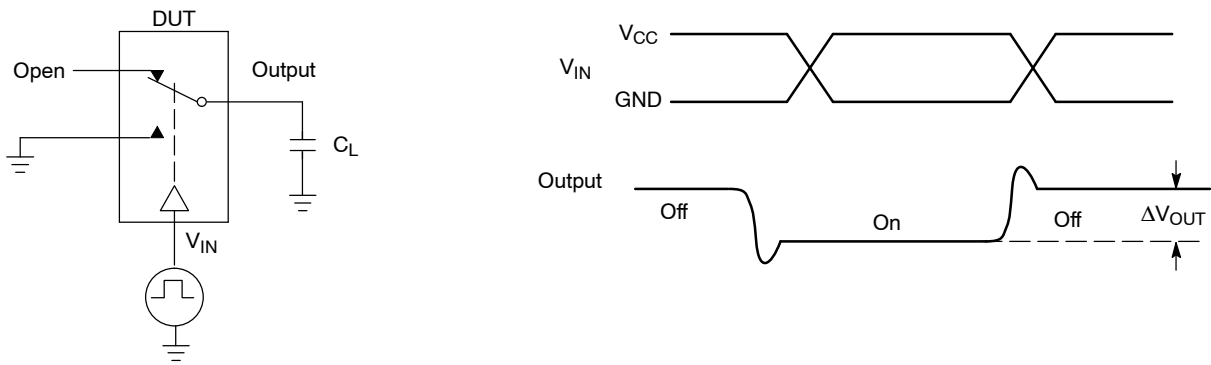 DUT
Open
Output
C_L
V_IN
V_CC
V_IN
GND
Output
Off
On
Off
ΔV_OUT